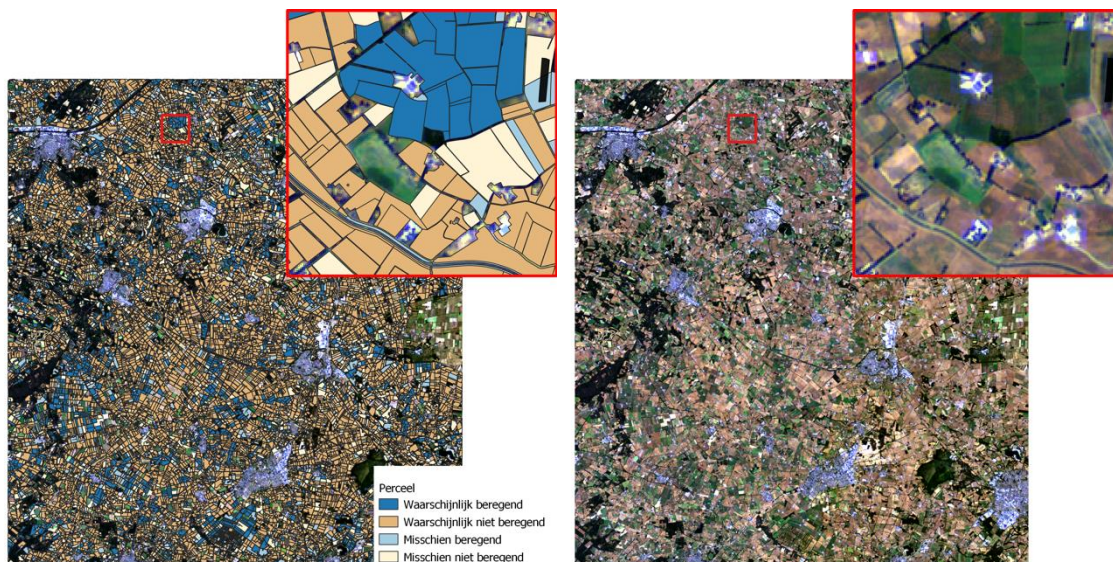 Perceel
Waarschijnlijk beregend
Waarschijnlijk niet beregend
Misschien beregend
Misschien niet beregend